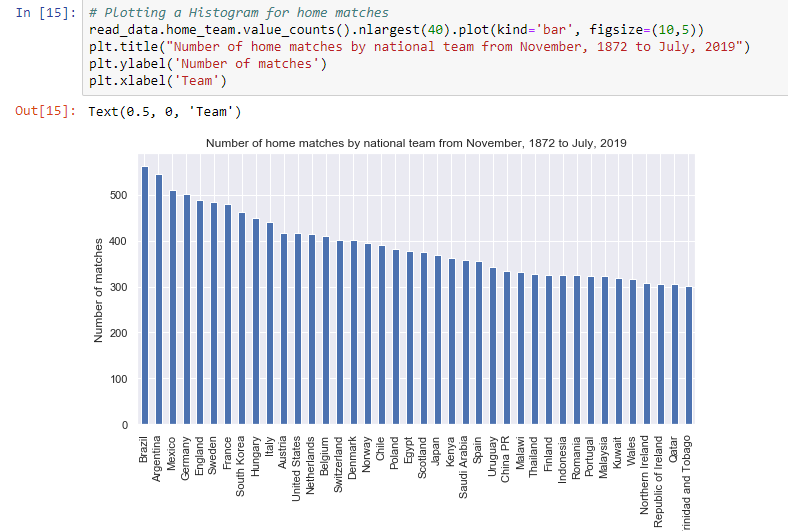 In [15]: # Plotting a Histogram for home matches
read_data.home_team.value_counts().nlargest(40).plot(kind='bar', figsize=(10,5))
plt.title("Number of home matches by national team from November, 1872 to July, 2019")
plt.ylabel('Number of matches')
plt.xlabel('Team')
Out[15]: Text(0.5, 0, 'Team')
Number of home matches by national team from November, 1872 to July, 2019
Number of matches
500
400
300
200
100
0
Brazil
Argentina
Mexico
Germany
England
Sweden
France
South Korea
Hungary
Italy
Austria
United States
Netherlands
Belgium
Switzerland
Denmark
Norway
Chile
Poland
Egypt
Scotland
Japan
Kenya
Saudi Arabia
Spain
Uruguay
China PR
Malawi
Thailand
Finland
Indonesia
Romania
Portugal
Malaysia
Kuwait
Wales
Northern Ireland
Republic of Ireland
Qatar
rinidad and Tobago